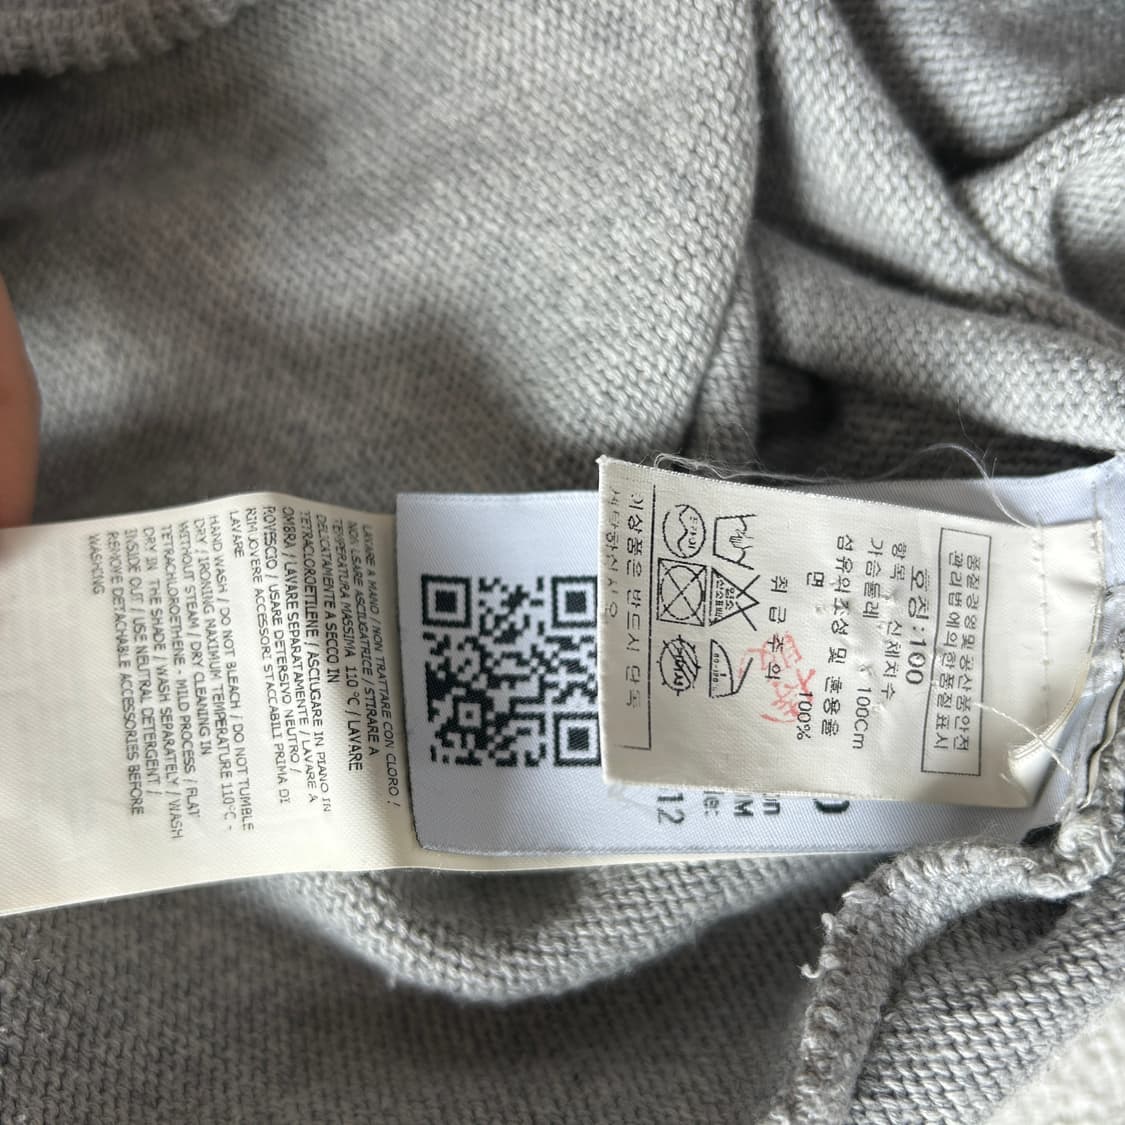 LAVARE A MANO / NON TRATTARE CON CLORO /
NON USARE ASCIUGATRICE / STIRARE A
TEMPERATURA MASSIMA 110°C / LAVARE
DELICATAMENTE A SECCO IN
TETRACLOROETILENE / ASCIUGARE IN PIANO IN
OMBRA / LAVARE SEPARATAMENTE / LAVARE A
ROVESCIO / USARE DETERSIVO NEUTRO /
RIMUOVERE ACCESSORI STACCABILI PRIMA DI
LAVARE
HAND WASH / DO NOT BLEACH / DO NOT TUMBLE
DRY / IRONING MAXIMUM TEMPERATURE 110°C -
WITHOUT STEAM / DRY CLEANING IN
TETRACHLOROETHENE - MILD PROCESS / FLAT
DRY IN THE SHADE / WASH SEPARATELY / WASH
INSIDE OUT / USE NEUTRAL DETERGENT /
REMOVE DETACHABLE ACCESSORIES BEFORE
WASHING
품질경영및공산품안전
관리법에의한품질표시
호칭:100
항목 신체치수
가슴둘레 100Cm
섬유의조성 및 혼용율
면 100%
취급주의
이상품은 반드시 단독
세탁하십시오
M
12